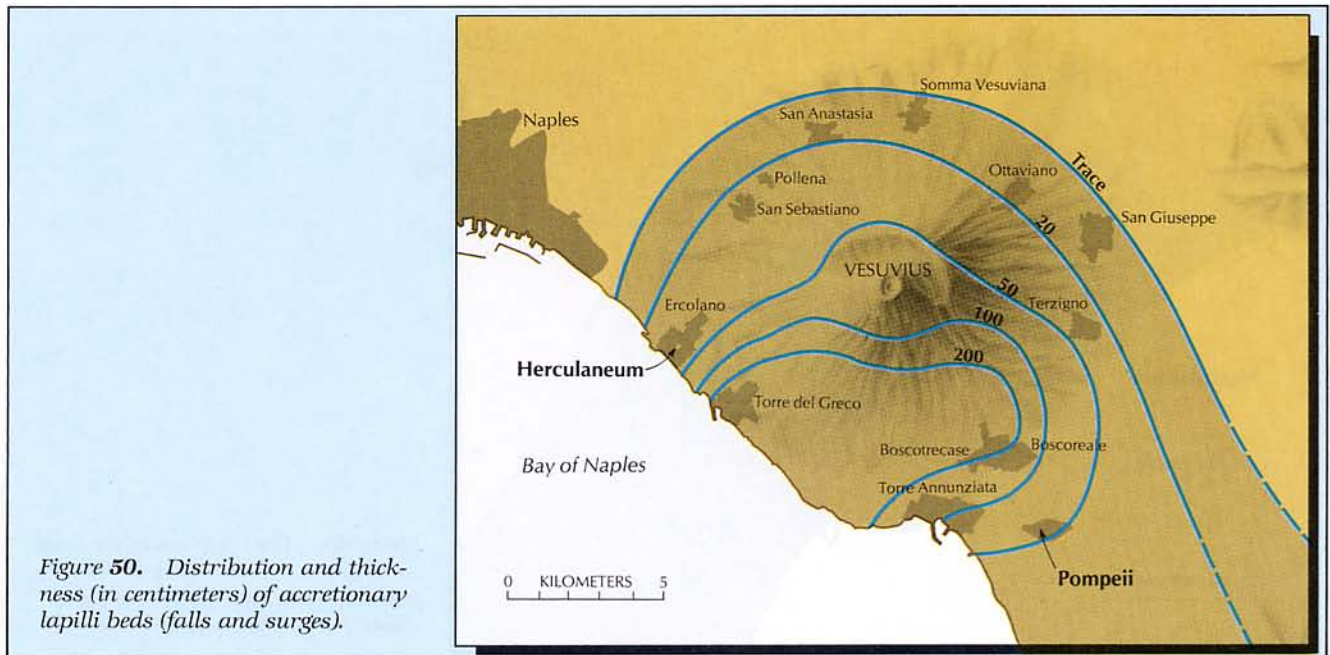 Somma Vesuviana
San Anastasia
Naples
Trace
Ottaviano
Pollena
San Sebastiano
20
San Giuseppe
VESUVIUS
50
Ercolano
Terzigno
100
200
Herculaneum
Torre del Greco
Boscotrecase
Boscoreale
Bay of Naples
Torre Annunziata
0 KILOMETERS 5
Pompeii
Figure 50. Distribution and thick-
ness (in centimeters) of accretionary
lapilli beds (falls and surges).